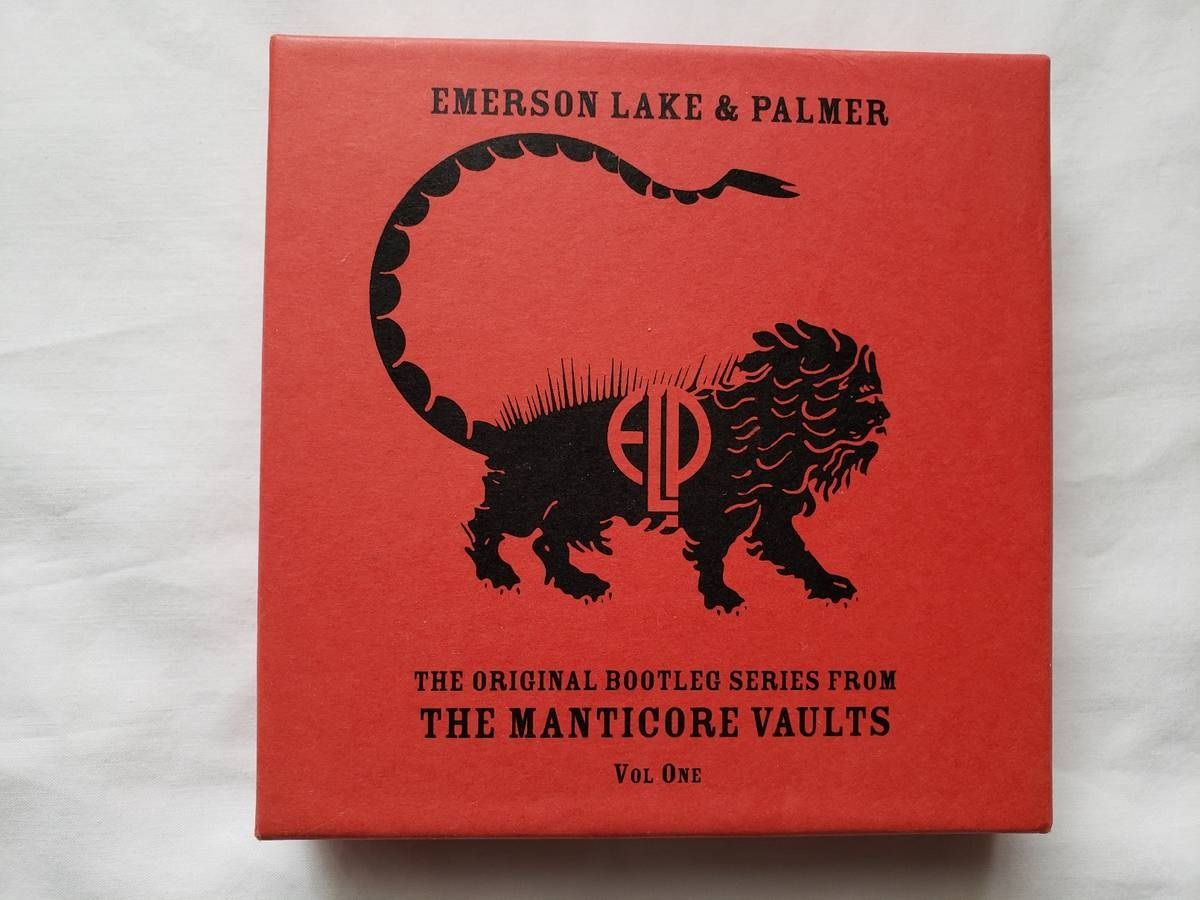 EMERSON LAKE & PALMER
ELP
THE ORIGINAL BOOTLEG SERIES FROM
THE MANTICORE VAULTS
VOL ONE